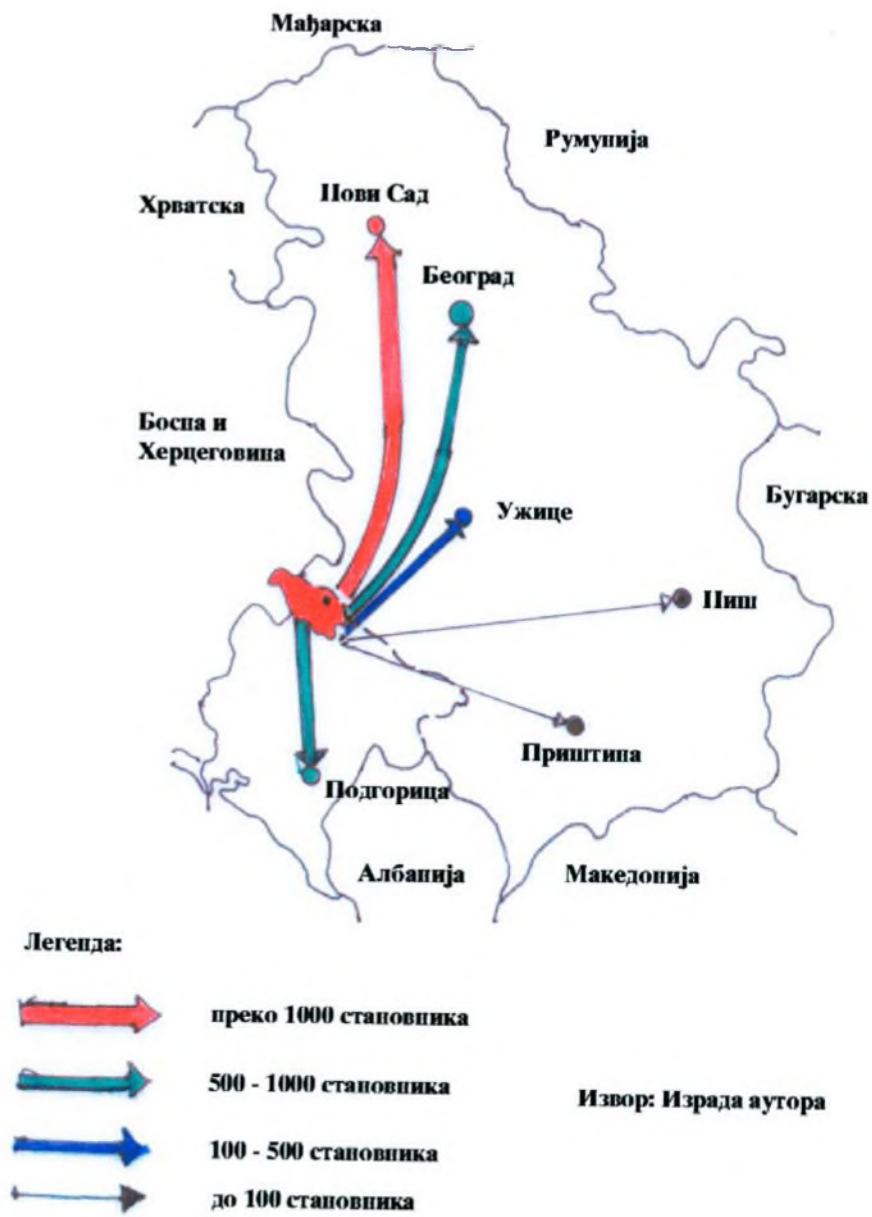 Мађарска
Румунија
Хрватска
Нови Сад
Београд
Босна и
Херцеговина
Ужице
Бугарска
Ниш
Приштина
Подгорица
Албанија
Македонија
Легенда:
преко 1000 становника
500 - 1000 становника
Извор: Израда аутора
100 - 500 становника
до 100 становника